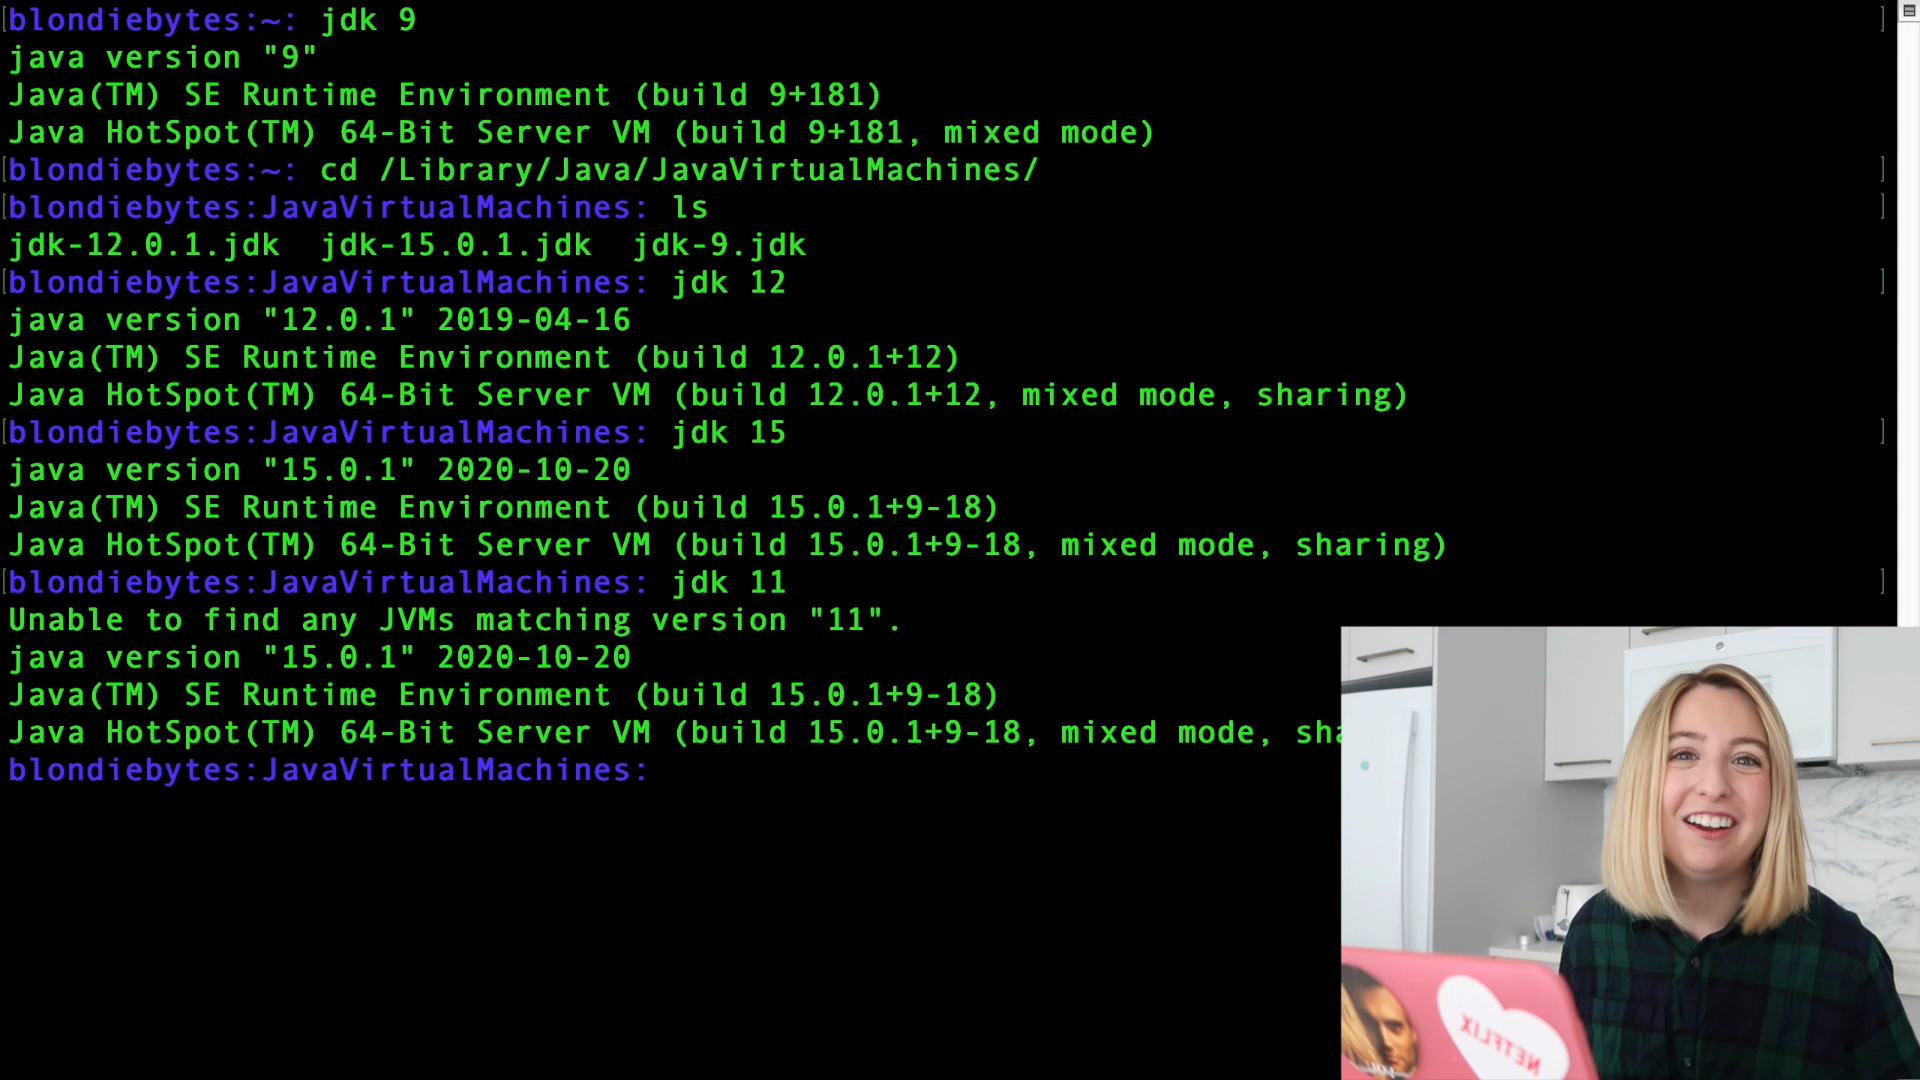 blondiebytes:~: jdk 9
java version "9"
Java(TM) SE Runtime Environment (build 9+181)
Java HotSpot(TM) 64-Bit Server VM (build 9+181, mixed mode)
blondiebytes:~: cd /Library/Java/JavaVirtualMachines/
blondiebytes:JavaVirtualMachines: ls
jdk-12.0.1.jdk  jdk-15.0.1.jdk  jdk-9.jdk
blondiebytes:JavaVirtualMachines: jdk 12
java version "12.0.1" 2019-04-16
Java(TM) SE Runtime Environment (build 12.0.1+12)
Java HotSpot(TM) 64-Bit Server VM (build 12.0.1+12, mixed mode, sharing)
blondiebytes:JavaVirtualMachines: jdk 15
java version "15.0.1" 2020-10-20
Java(TM) SE Runtime Environment (build 15.0.1+9-18)
Java HotSpot(TM) 64-Bit Server VM (build 15.0.1+9-18, mixed mode, sharing)
blondiebytes:JavaVirtualMachines: jdk 11
Unable to find any JVMs matching version "11".
java version "15.0.1" 2020-10-20
Java(TM) SE Runtime Environment (build 15.0.1+9-18)
Java HotSpot(TM) 64-Bit Server VM (build 15.0.1+9-18, mixed mode, sha
blondiebytes:JavaVirtualMachines:
NETFLIX